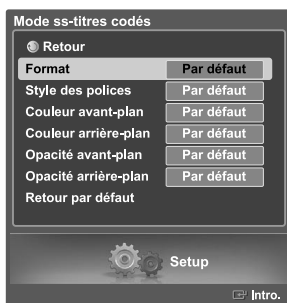 Mode ss-titres codés
Retour
Format Par défaut
Style des polices Par défaut
Couleur avant-plan Par défaut
Couleur arrière-plan Par défaut
Opacité avant-plan Par défaut
Opacité arrière-plan Par défaut
Retour par défaut
Setup
Intro.